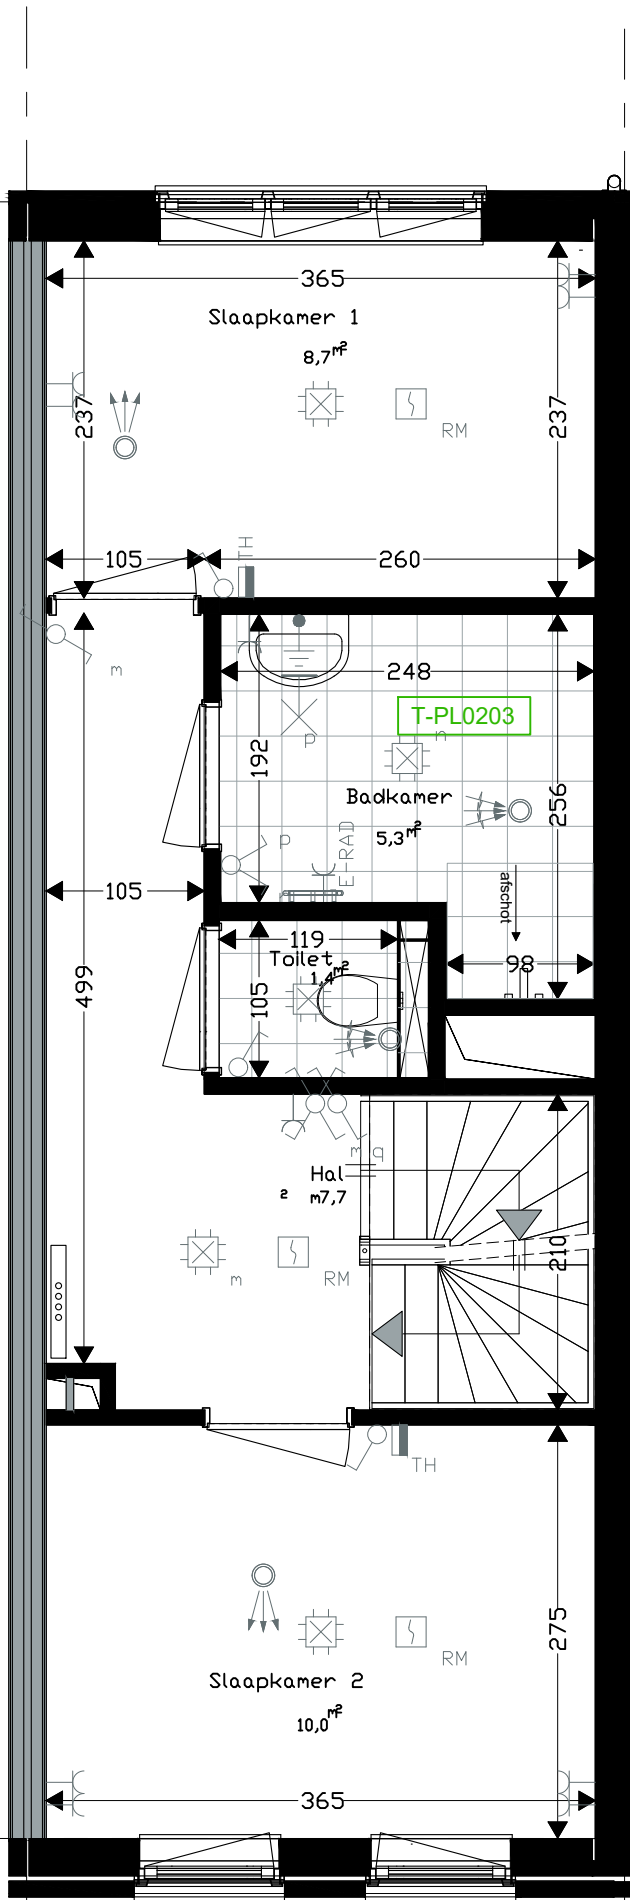 365
Slaapkamer 1
8,7m²
237
237
RM
105
260
TH
m
248
T-PL0203
n
p
192
Badkamer
5,3m²
256
p
E-RAD
afschot
105
119
Toilet
1,4m²
98
499
105
m q
Hal
2 m7,7
210
m
RM
TH
275
RM
Slaapkamer 2
10,0m²
365